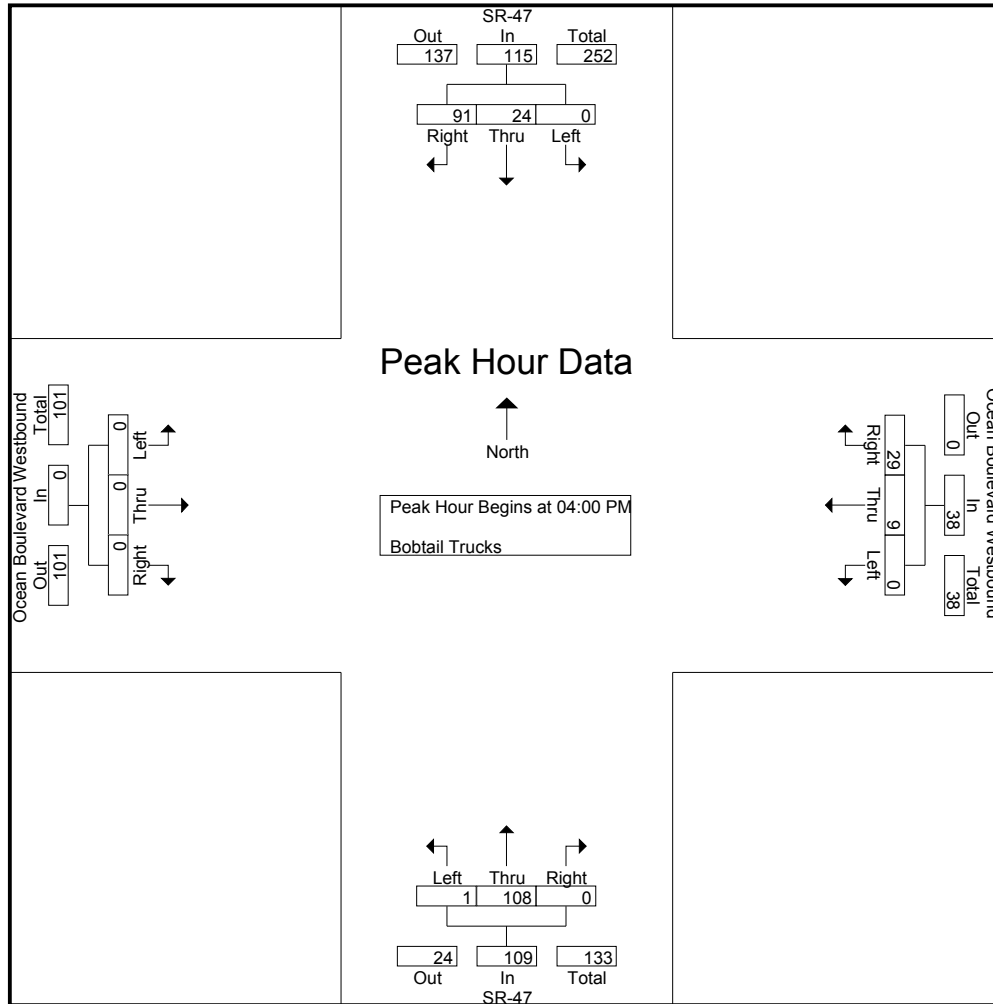 SR-47
Out In Total
137 115 252
91 24 0
Right Thru Left
Peak Hour Data
North
Peak Hour Begins at 04:00 PM
Bobtail Trucks
Ocean Boulevard Westbound
Total In Out
101 0 101
0 0 0
Left Thru Right
Ocean Boulevard Westbound
Out In Total
0 38 38
29 9 0
Right Thru Left
Left Thru Right
1 108 0
24 109 133
Out In Total
SR-47